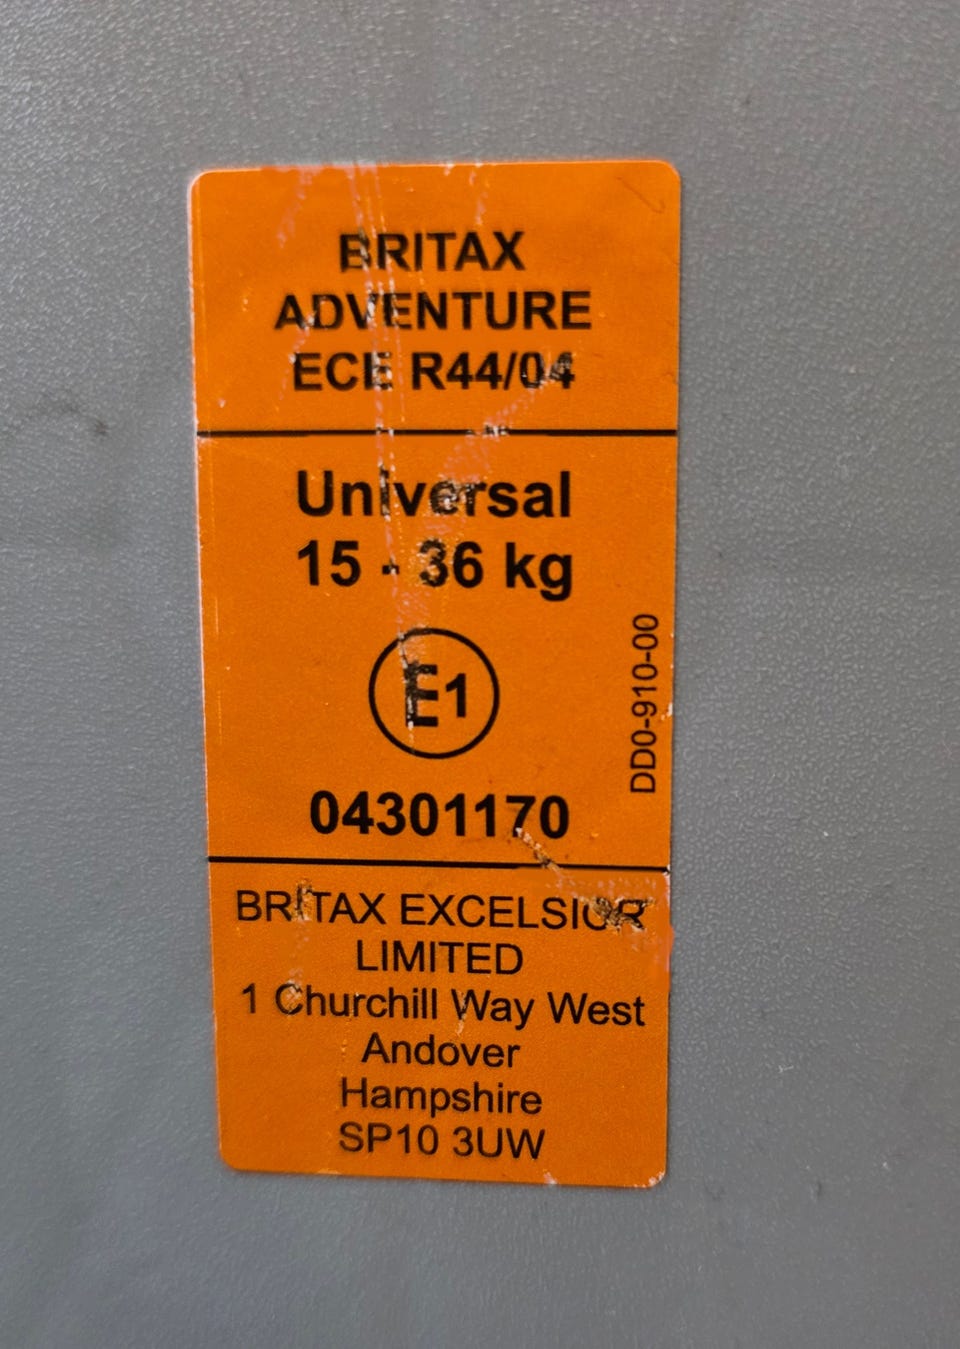 BRITAX
ADVENTURE
ECE R44/04
Universal
15 - 36 kg
E1
04301170
DD0-910-00
BRITAX EXCELSIOR
LIMITED
1 Churchill Way West
Andover
Hampshire
SP10 3UW